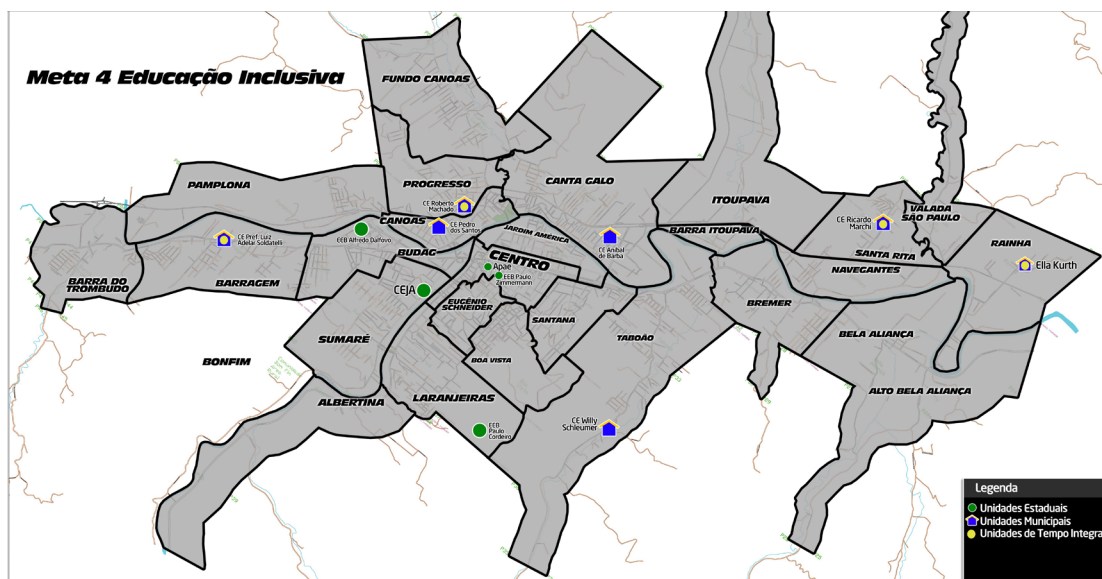 Meta 4 Educação Inclusiva
FUNDO CANOAS
PAMPLONA
PROGRESSO
CANTA GALO
ITOUPAVA
VALADA
SÃO PAULO
CE Roberto
Machado
CANOAS
CE Pedro
dos Santos
JARDIM AMÉRICA
BARRA ITOUPAVA
CE Ricardo
Marchi
SANTA RITA
RAINHA
CE Pref. Luiz
Adelar Soldatelli
EEB Alfredo Dalfovo
BUDAG
CE Anibal
de Barba
CENTRO
Apae
EEB Paulo
Zimmermann
NAVEGANTES
Ella Kurth
BARRA DO
TROMBUDO
BARRAGEM
CEJA
EUGÊNIO
SCHNEIDER
SANTANA
BREMER
SUMARÉ
TABOÃO
BELA ALIANÇA
BONFIM
BOA VISTA
ALBERTINA
LARANJEIRAS
ALTO BELA ALIANÇA
EEB
Paulo
Cordeiro
CE Willy
Schleumer
Legenda
Unidades Estaduais
Unidades Municipais
Unidades de Tempo Integra